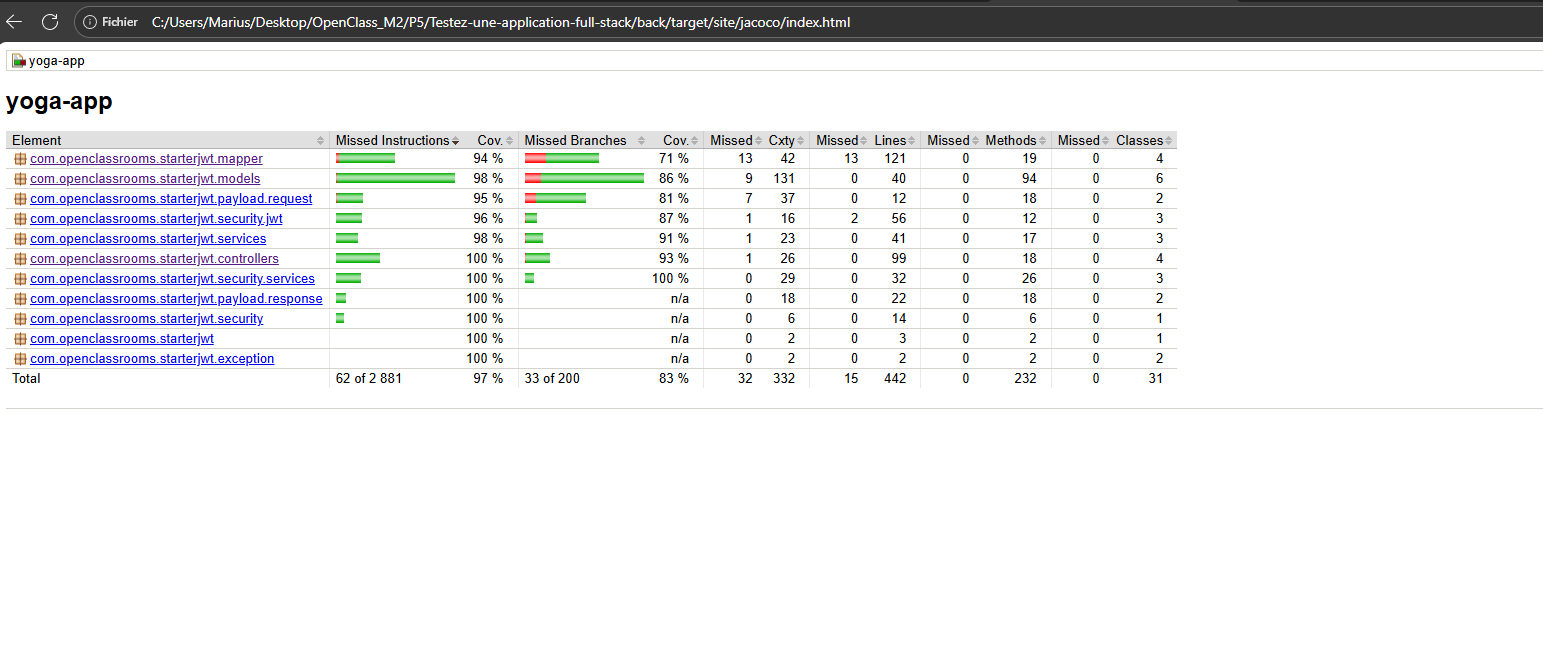 Fichier C:/Users/Marius/Desktop/OpenClass_M2/P5/Testez-une-application-full-stack/back/target/site/jacoco/index.html
yoga-app
yoga-app
Element Missed Instructions Cov. Missed Branches Cov. Missed Cxty Missed Lines Missed Methods Missed Classes
com.openclassrooms.starterjwt.mapper 94 % 71 % 13 42 13 121 0 19 0 4
com.openclassrooms.starterjwt.models 98 % 86 % 9 131 0 40 0 94 0 6
com.openclassrooms.starterjwt.payload.request 95 % 81 % 7 37 0 12 0 18 0 2
com.openclassrooms.starterjwt.security.jwt 96 % 87 % 1 16 2 56 0 12 0 3
com.openclassrooms.starterjwt.services 98 % 91 % 1 23 0 41 0 17 0 3
com.openclassrooms.starterjwt.controllers 100 % 93 % 1 26 0 99 0 18 0 4
com.openclassrooms.starterjwt.security.services 100 % 100 % 0 29 0 32 0 26 0 3
com.openclassrooms.starterjwt.payload.response 100 % n/a 0 18 0 22 0 18 0 2
com.openclassrooms.starterjwt.security 100 % n/a 0 6 0 14 0 6 0 1
com.openclassrooms.starterjwt 100 % n/a 0 2 0 3 0 2 0 1
com.openclassrooms.starterjwt.exception 100 % n/a 0 2 0 2 0 2 0 2
Total 62 of 2 881 97 % 33 of 200 83 % 32 332 15 442 0 232 0 31